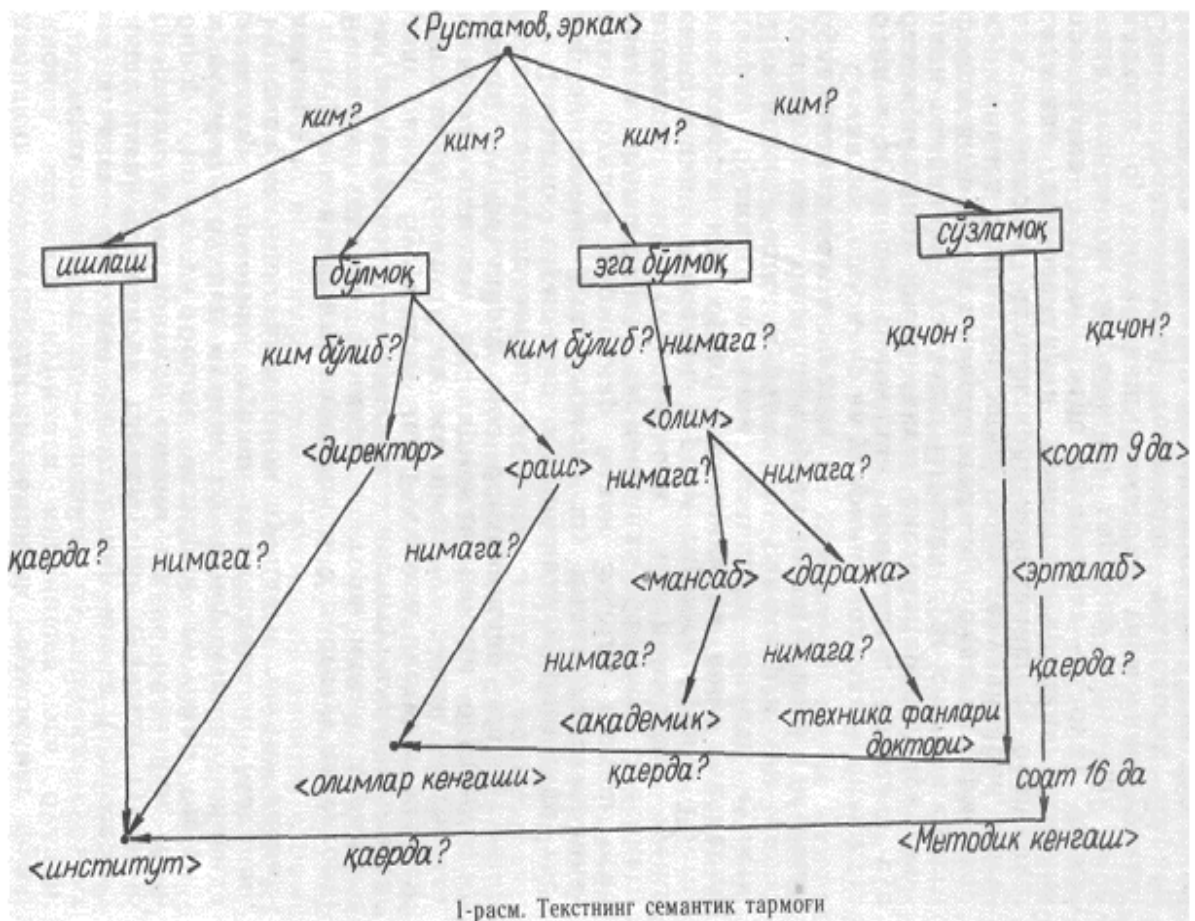 <Рустамов, эркак>
ким?
ким?
ким?
ким?
ишлаш
бўлмоқ
эга бўлмоқ
сўзламоқ
ким бўлиб?
ким бўлиб?
нимага?
қачон?
қачон?
<директор>
<раис>
<олим>
<соат 9 да>
нимага?
нимага?
қаерда?
нимага?
нимага?
<мансаб>
<даража>
<эрталаб>
нимага?
нимага?
қаерда?
<академик>
<техника фанлари
доктори>
<олимлар кенгаши>
қаерда?
соат 16 да
<институт>
қаерда?
<Методик кенгаш>
1-расм. Текстнинг семантик тармоғи